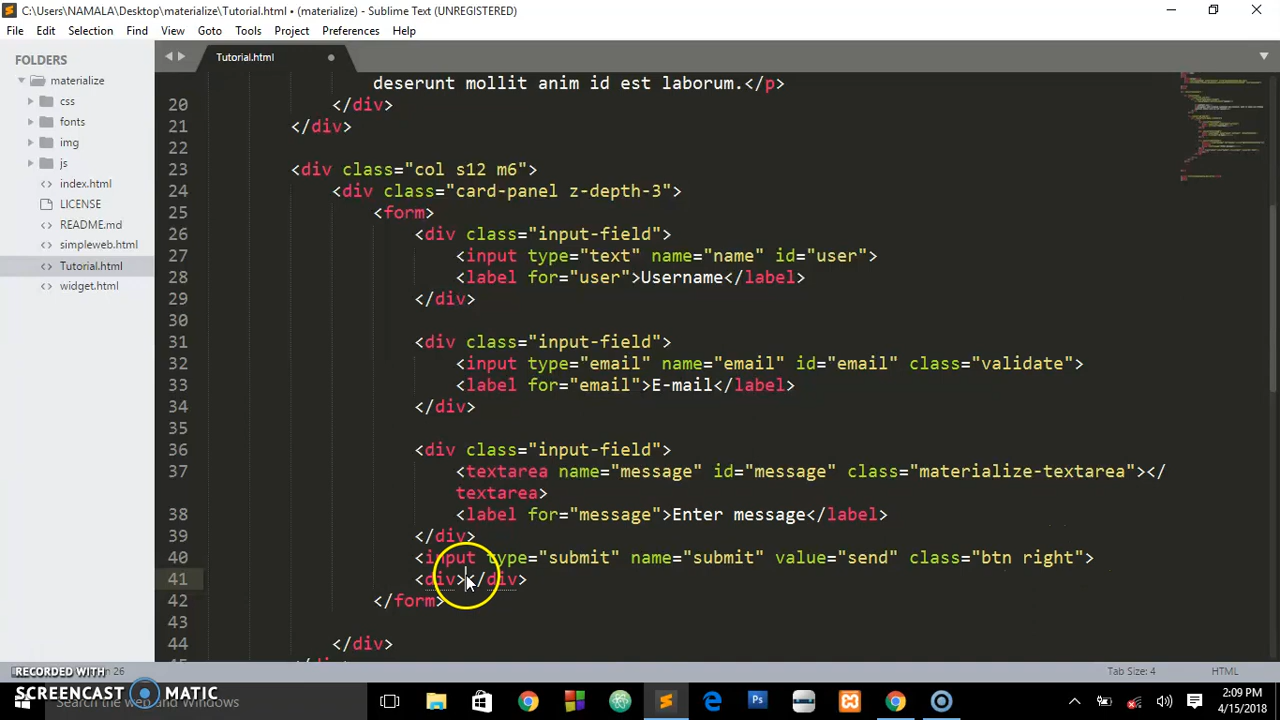 C:\Users\NAMALA\Desktop\materialize\Tutorial.html • (materialize) - Sublime Text (UNREGISTERED)
File Edit Selection Find View Goto Tools Project Preferences Help
FOLDERS
materialize
css
fonts
img
js
index.html
LICENSE
README.md
simpleweb.html
Tutorial.html
widget.html
Tutorial.html
deserunt mollit anim id est laborum.</p>
20 </div>
21 </div>
22
23 <div class="col s12 m6">
24 <div class="card-panel z-depth-3">
25 <form>
26 <div class="input-field">
27 <input type="text" name="name" id="user">
28 <label for="user">Username</label>
29 </div>
30
31 <div class="input-field">
32 <input type="email" name="email" id="email" class="validate">
33 <label for="email">E-mail</label>
34 </div>
35
36 <div class="input-field">
37 <textarea name="message" id="message" class="materialize-textarea"></
textarea>
38 <label for="message">Enter message</label>
39 </div>
40 <input type="submit" name="submit" value="send" class="btn right">
41 <div></div>
42 </form>
43
44 </div>
26
Tab Size: 4
HTML
RECORDED WITH
SCREENCAST MATIC
Search the web and Windows
2:09 PM
4/15/2018